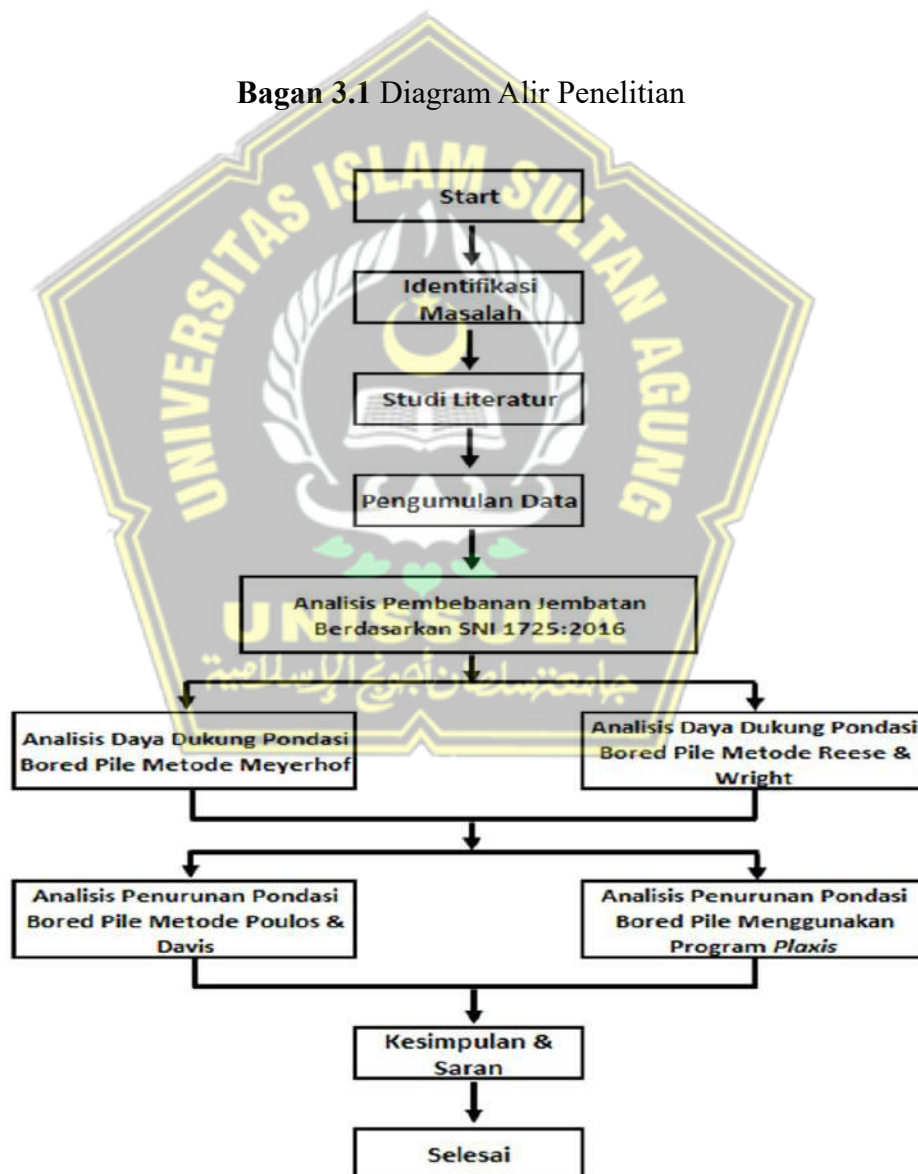 Bagan 3.1 Diagram Alir Penelitian
UNIVERSITAS ISLAM SULTAN AGUNG
Start
Identifikasi
Masalah
Studi Literatur
Pengumulan Data
Analisis Pembebanan Jembatan
Berdasarkan SNI 1725:2016
UNISSULA
جامعتسلطان أجونج الإسلامية
Analisis Daya Dukung Pondasi
Bored Pile Metode Meyerhof
Analisis Daya Dukung Pondasi
Bored Pile Metode Reese &
Wright
Analisis Penurunan Pondasi
Bored Pile Metode Poulos &
Davis
Analisis Penurunan Pondasi
Bored Pile Menggunakan
Program Plaxis
Kesimpulan &
Saran
Selesai